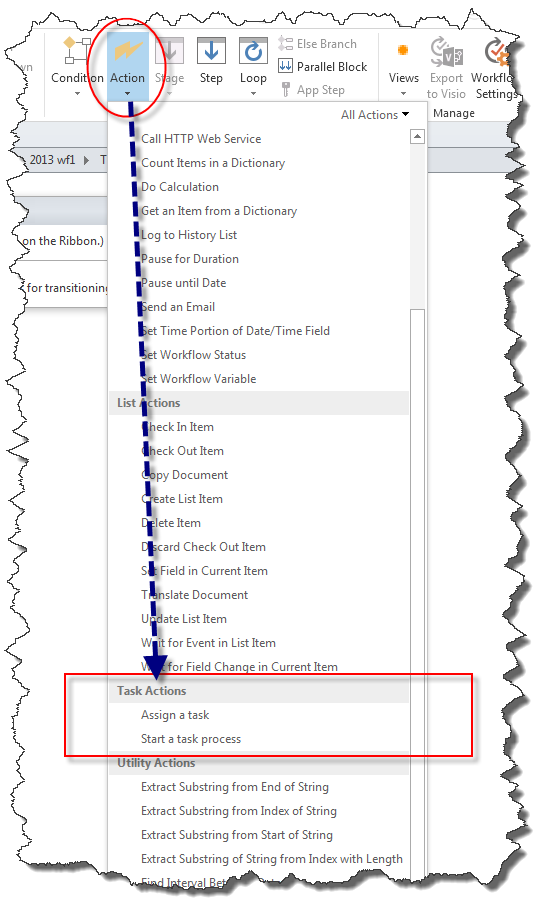 Else Branch
Parallel Block
App Step
Condition
Action
Stage
Step
Loop
Views
Export
to Visio
Workflow
Settings
Manage
All Actions
2013 wf1
on the Ribbon.)
for transitioning
Call HTTP Web Service
Count Items in a Dictionary
Do Calculation
Get an Item from a Dictionary
Log to History List
Pause for Duration
Pause until Date
Send an Email
Set Time Portion of Date/Time Field
Set Workflow Status
Set Workflow Variable
List Actions
Check In Item
Check Out Item
Copy Document
Create List Item
Delete Item
Discard Check Out Item
Set Field in Current Item
Translate Document
Update List Item
Wait for Event in List Item
Wait for Field Change in Current Item
Task Actions
Assign a task
Start a task process
Utility Actions
Extract Substring from End of String
Extract Substring from Index of String
Extract Substring from Start of String
Extract Substring of String from Index with Length
Find Interval